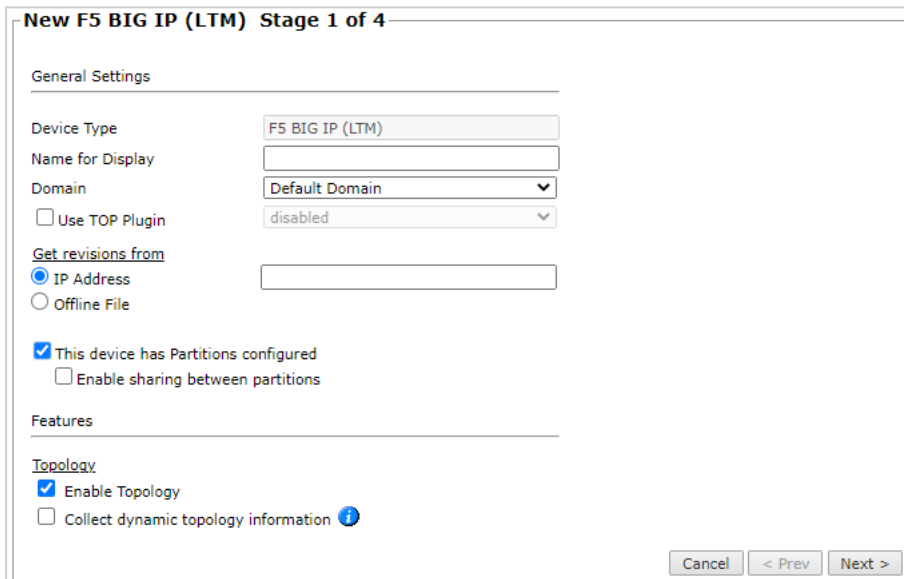 New F5 BIG IP (LTM)  Stage 1 of 4
General Settings
Device Type F5 BIG IP (LTM)
Name for Display
Domain Default Domain
Use TOP Plugin disabled
Get revisions from
IP Address
Offline File
This device has Partitions configured
Enable sharing between partitions
Features
Topology
Enable Topology
Collect dynamic topology information i
Cancel < Prev Next >